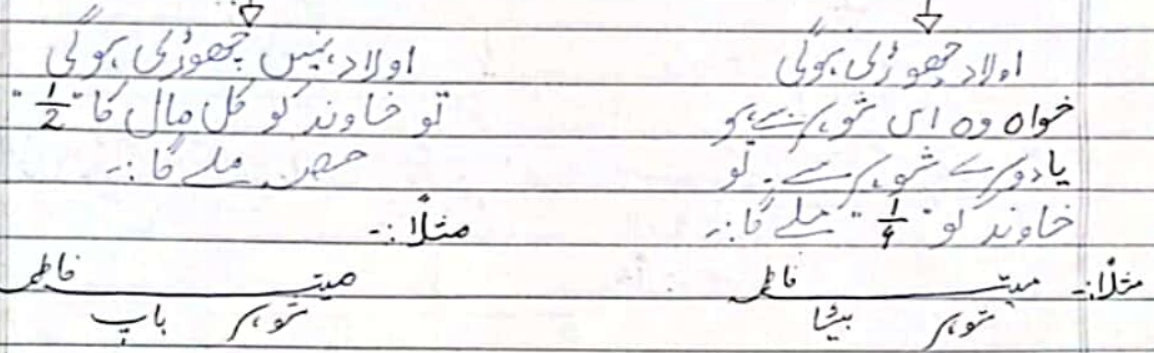 اولاد چھوڑی ہوگی
خواہ وہ اس شوہر سے ہو
یا دوسرے شوہر سے۔ تو
خاوند کو "1/4" ملے گا:۔
مثلاً:۔ میت فاطمہ
شوہر بیٹا
اولاد نہیں چھوڑی ہوگی
تو خاوند کو کل مال کا "1/2"
حصہ ملے گا:۔
مثلاً:۔
میت فاطمہ
شوہر باپ